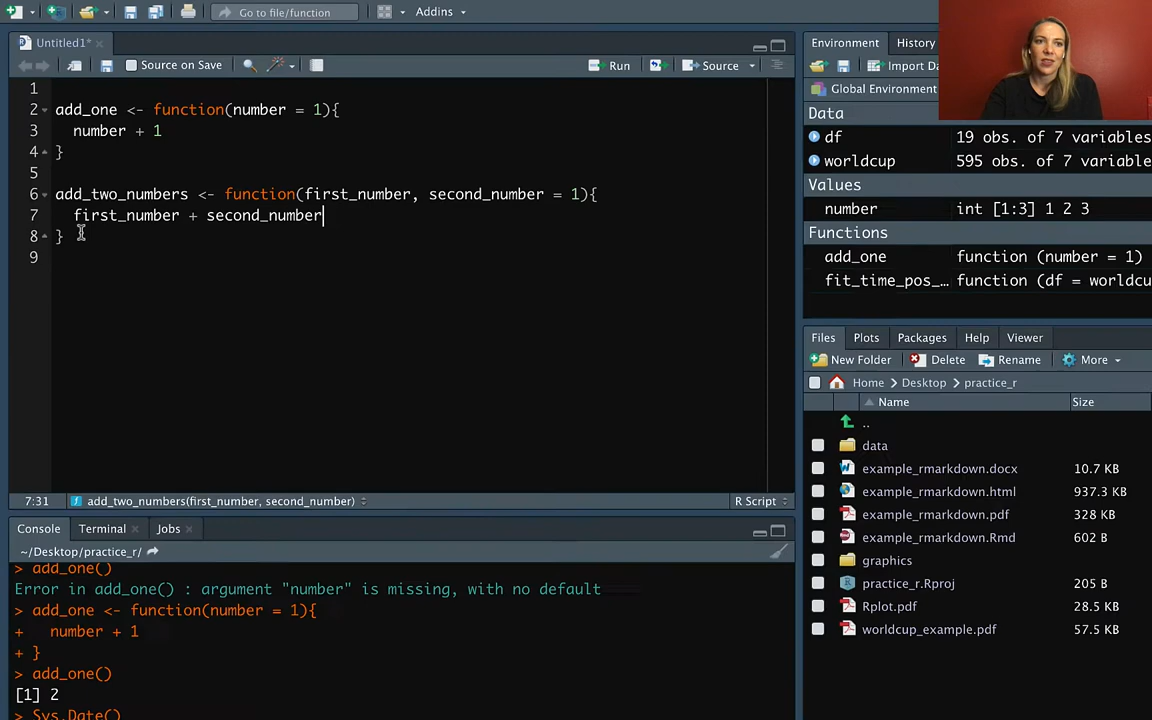 Go to file/function
Addins
Untitled1*
Source on Save
Run
Source
1
2 add_one <- function(number = 1){
3 number + 1
4 }
5
6 add_two_numbers <- function(first_number, second_number = 1){
7 first_number + second_number
8 }
9
7:31 add_two_numbers(first_number, second_number) R Script
Console Terminal Jobs
~/Desktop/practice_r/
> add_one()
Error in add_one() : argument "number" is missing, with no default
> add_one <- function(number = 1){
+ number + 1
+ }
> add_one()
[1] 2
> Sys.Date()
Environment History
Import Da
Global Environment
Data
df 19 obs. of 7 variables
worldcup 595 obs. of 7 variables
Values
number int [1:3] 1 2 3
Functions
add_one function (number = 1)
fit_time_pos_… function (df = worldcu
Files Plots Packages Help Viewer
New Folder Delete Rename More
Home Desktop practice_r
Name Size
..
data
example_rmarkdown.docx 10.7 KB
example_rmarkdown.html 937.3 KB
example_rmarkdown.pdf 328 KB
example_rmarkdown.Rmd 602 B
graphics
practice_r.Rproj 205 B
Rplot.pdf 28.5 KB
worldcup_example.pdf 57.5 KB